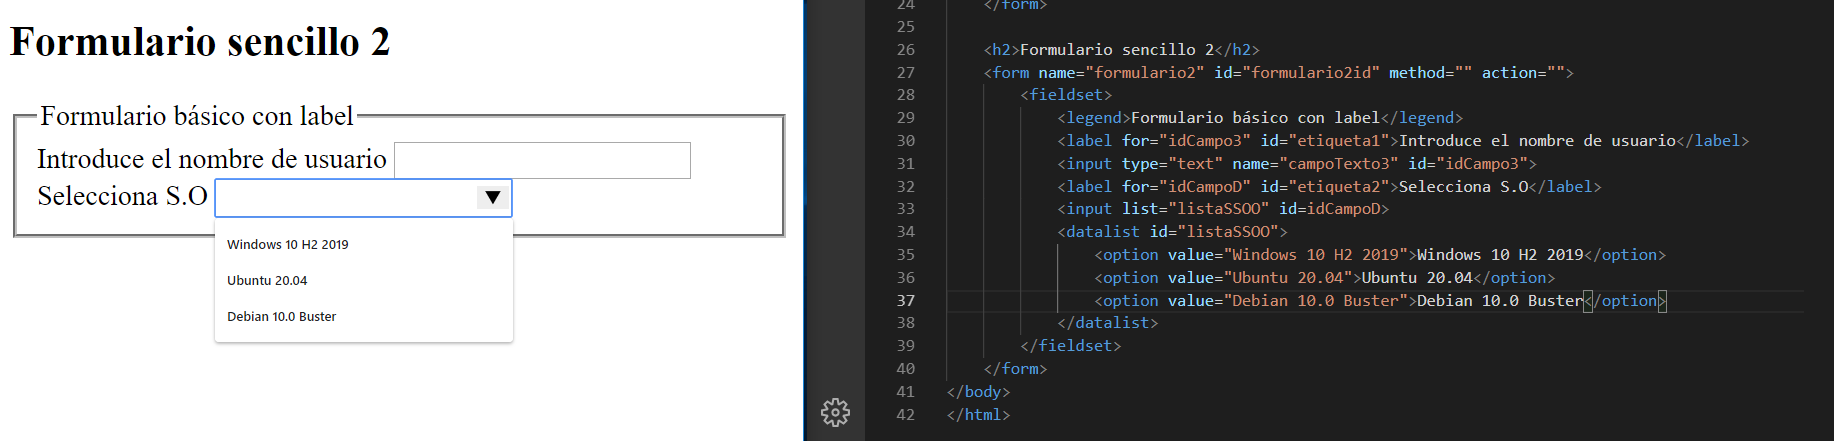 Formulario sencillo 2
Formulario básico con label
Introduce el nombre de usuario
Selecciona S.O
Windows 10 H2 2019
Ubuntu 20.04
Debian 10.0 Buster
24 </form>
25
26 <h2>Formulario sencillo 2</h2>
27 <form name="formulario2" id="formulario2id" method="" action="">
28 <fieldset>
29 <legend>Formulario básico con label</legend>
30 <label for="idCampo3" id="etiqueta1">Introduce el nombre de usuario</label>
31 <input type="text" name="campoTexto3" id="idCampo3">
32 <label for="idCampoD" id="etiqueta2">Selecciona S.O</label>
33 <input list="listaSSOO" id=idCampoD>
34 <datalist id="listaSSOO">
35 <option value="Windows 10 H2 2019">Windows 10 H2 2019</option>
36 <option value="Ubuntu 20.04">Ubuntu 20.04</option>
37 <option value="Debian 10.0 Buster">Debian 10.0 Buster</option>
38 </datalist>
39 </fieldset>
40 </form>
41 </body>
42 </html>